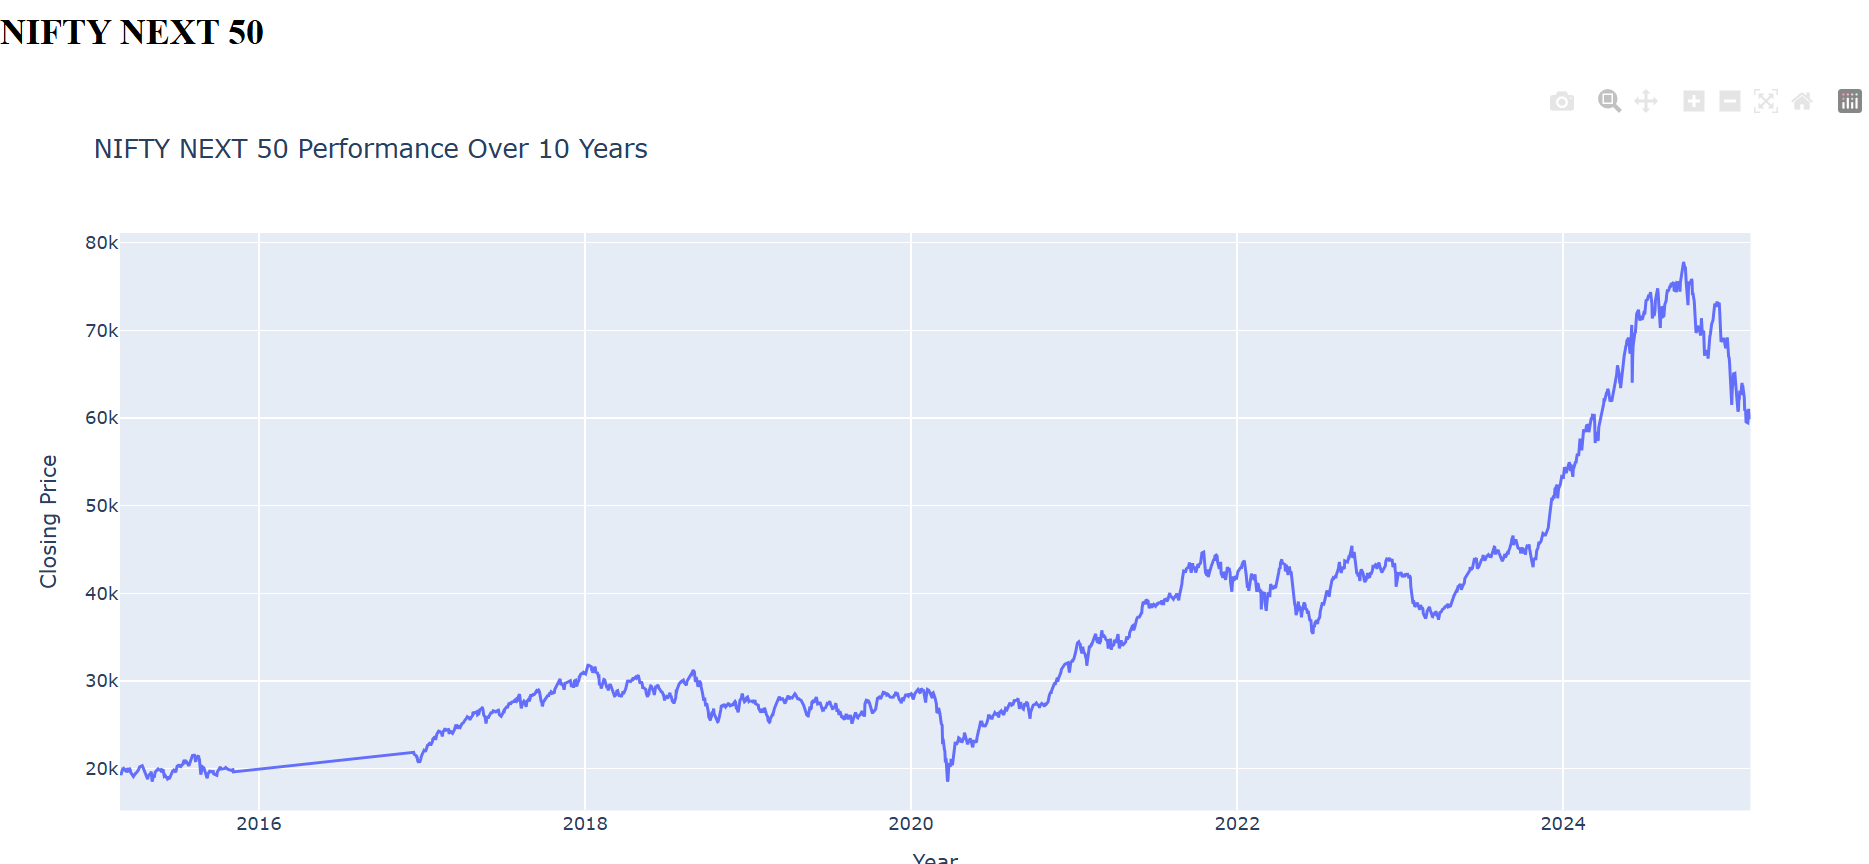 NIFTY NEXT 50
NIFTY NEXT 50 Performance Over 10 Years
80k
70k
60k
50k
40k
30k
20k
Closing Price
2016 2018 2020 2022 2024
Year